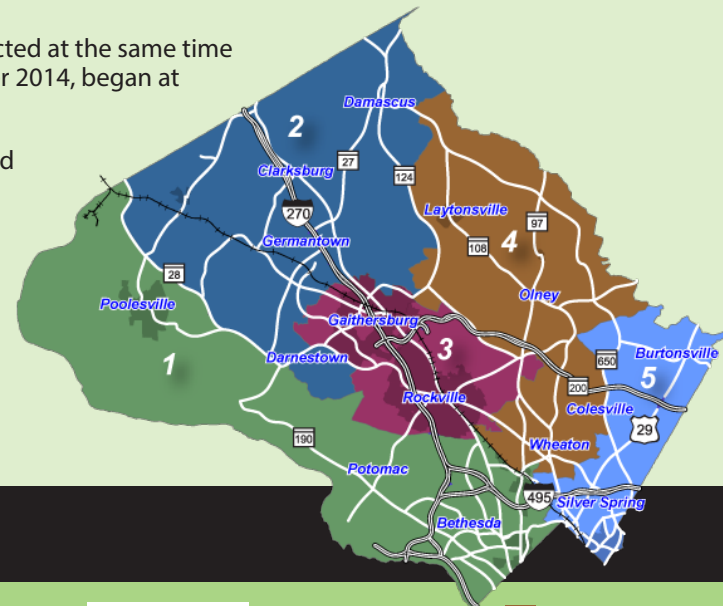 cted at the same time
r 2014, began at
d
Damascus
2
27
Clarksburg
124
270
Laytonsville
97
4
108
Germantown
28
Olney
Poolesville
Gaithersburg
3
Burtonsville
1
Darnestown
650
5
200
Rockville
Colesville
29
190
Wheaton
Potomac
495
Silver Spring
Bethesda